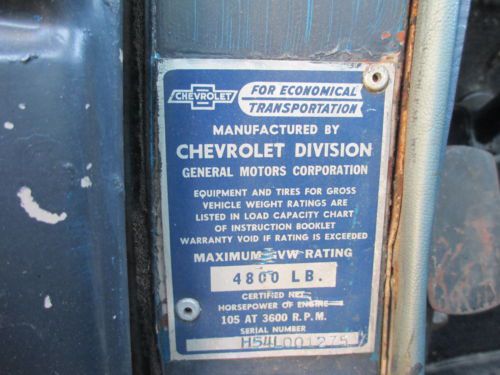 CHEVROLET
FOR ECONOMICAL
TRANSPORTATION
MANUFACTURED BY
CHEVROLET DIVISION
GENERAL MOTORS CORPORATION
EQUIPMENT AND TIRES FOR GROSS
VEHICLE WEIGHT RATINGS ARE
LISTED IN LOAD CAPACITY CHART
OF INSTRUCTION BOOKLET
WARRANTY VOID IF RATING IS EXCEEDED
MAXIMUM GVW RATING
4800 LB.
CERTIFIED NET
HORSEPOWER OF ENGINE
105 AT 3600 R.P.M.
SERIAL NUMBER